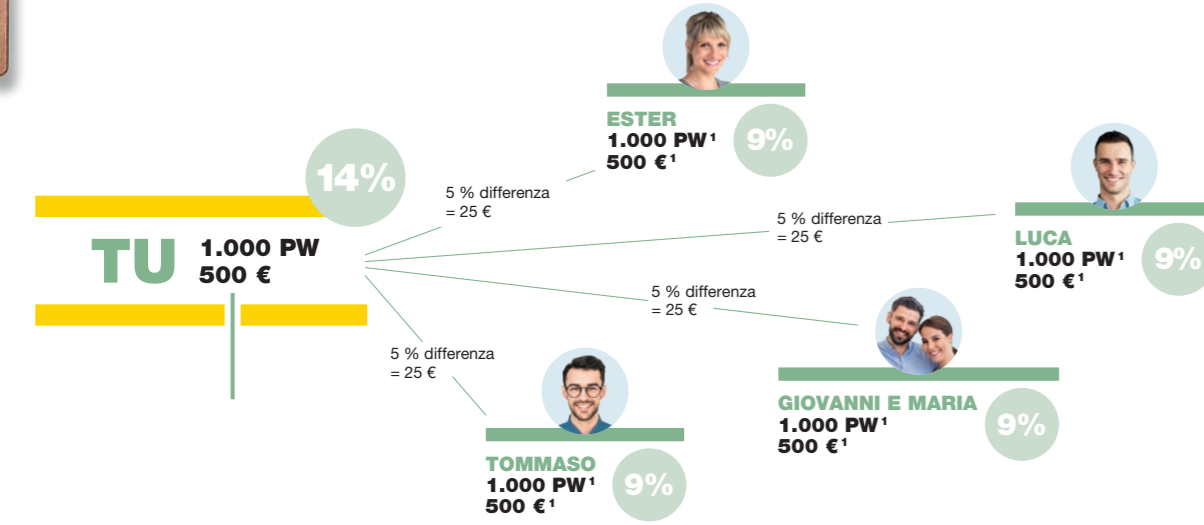 ESTER
1.000 PW¹
500 €¹
9%
14%
5 % differenza
= 25 €
TU
1.000 PW
500 €
5 % differenza
= 25 €
LUCA
1.000 PW¹
500 €¹
9%
5 % differenza
= 25 €
GIOVANNI E MARIA
1.000 PW¹
500 €¹
9%
5 % differenza
= 25 €
TOMMASO
1.000 PW¹
500 €¹
9%